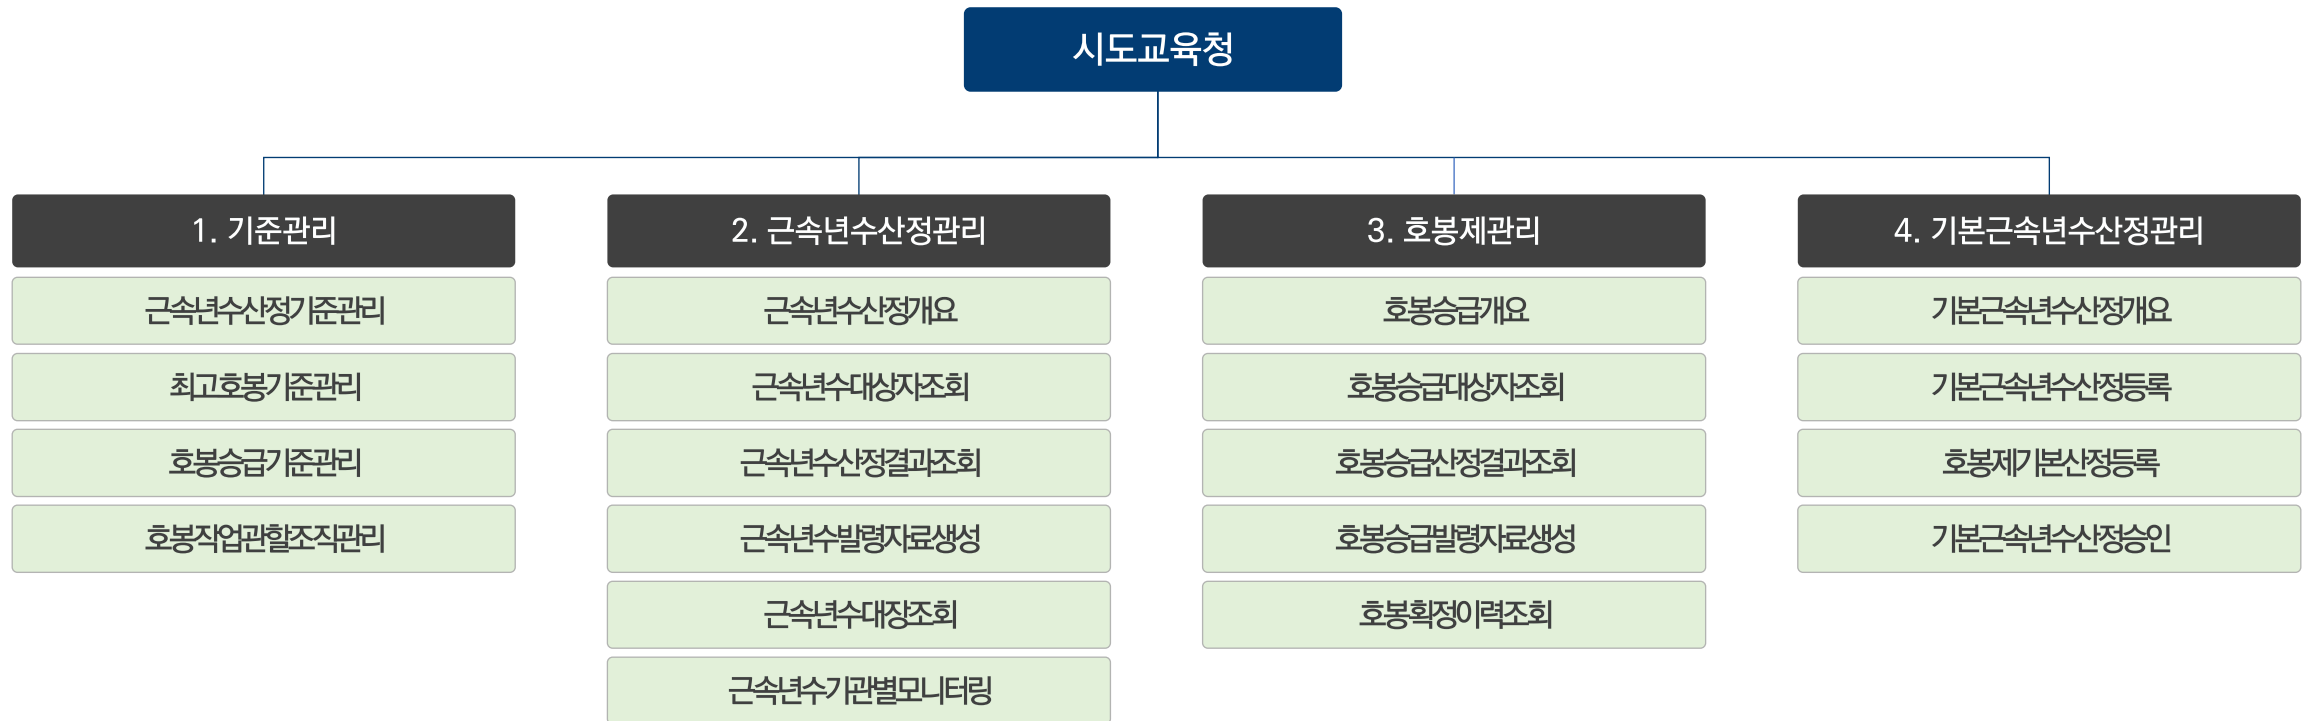 시도교육청
1. 기준관리
근속년수산정기준관리
최고호봉기준관리
호봉승급기준관리
호봉작업관할조직관리
2. 근속년수산정관리
근속년수산정개요
근속년수대상자조회
근속년수산정결과조회
근속년수발령자료생성
근속년수대장조회
근속년수기관별모니터링
3. 호봉제관리
호봉승급개요
호봉승급대상자조회
호봉승급산정결과조회
호봉승급발령자료생성
호봉획정이력조회
4. 기본근속년수산정관리
기본근속년수산정개요
기본근속년수산정등록
호봉제기본산정등록
기본근속년수산정승인